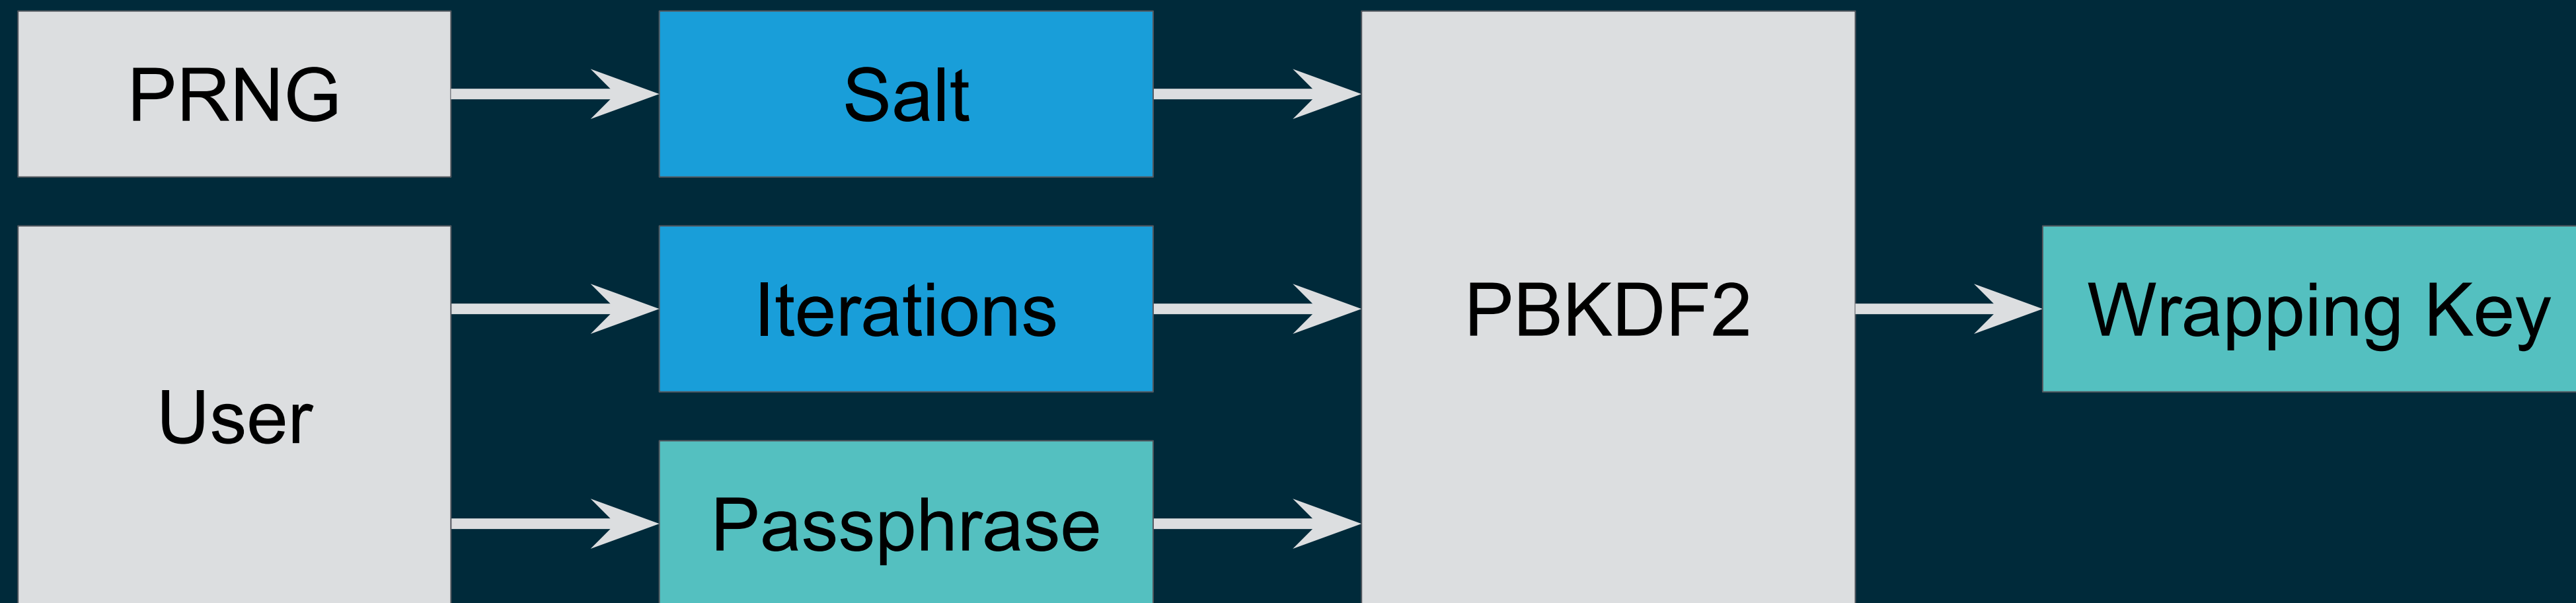 PRNG
Salt
Iterations
User
Passphrase
PBKDF2
Wrapping Key